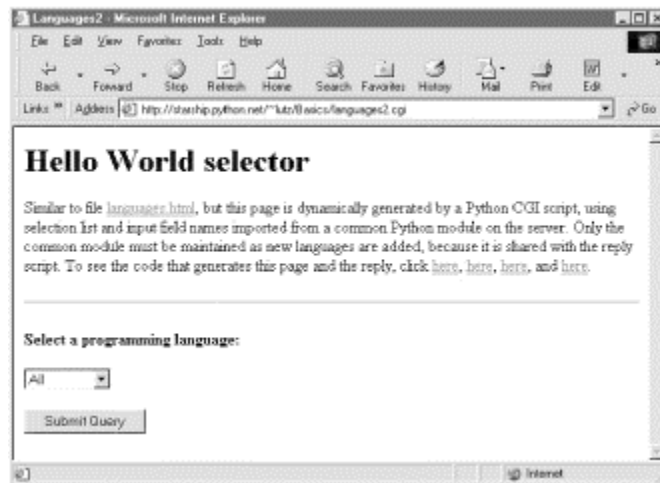 Languages2 - Microsoft Internet Explorer
File Edit View Favorites Tools Help
Back Forward Stop Refresh Home Search Favorites History Mail Print Edit
Links » Address http://starship.python.net/~lutz/Basics/languages2.cgi Go
Hello World selector
Similar to file languages.html, but this page is dynamically generated by a Python CGI script, using
selection list and input field names imported from a common Python module on the server. Only the
common module must be maintained as new languages are added, because it is shared with the reply
script. To see the code that generates this page and the reply, click here, here, here, and here.
Select a programming language:
All
Submit Query
Internet